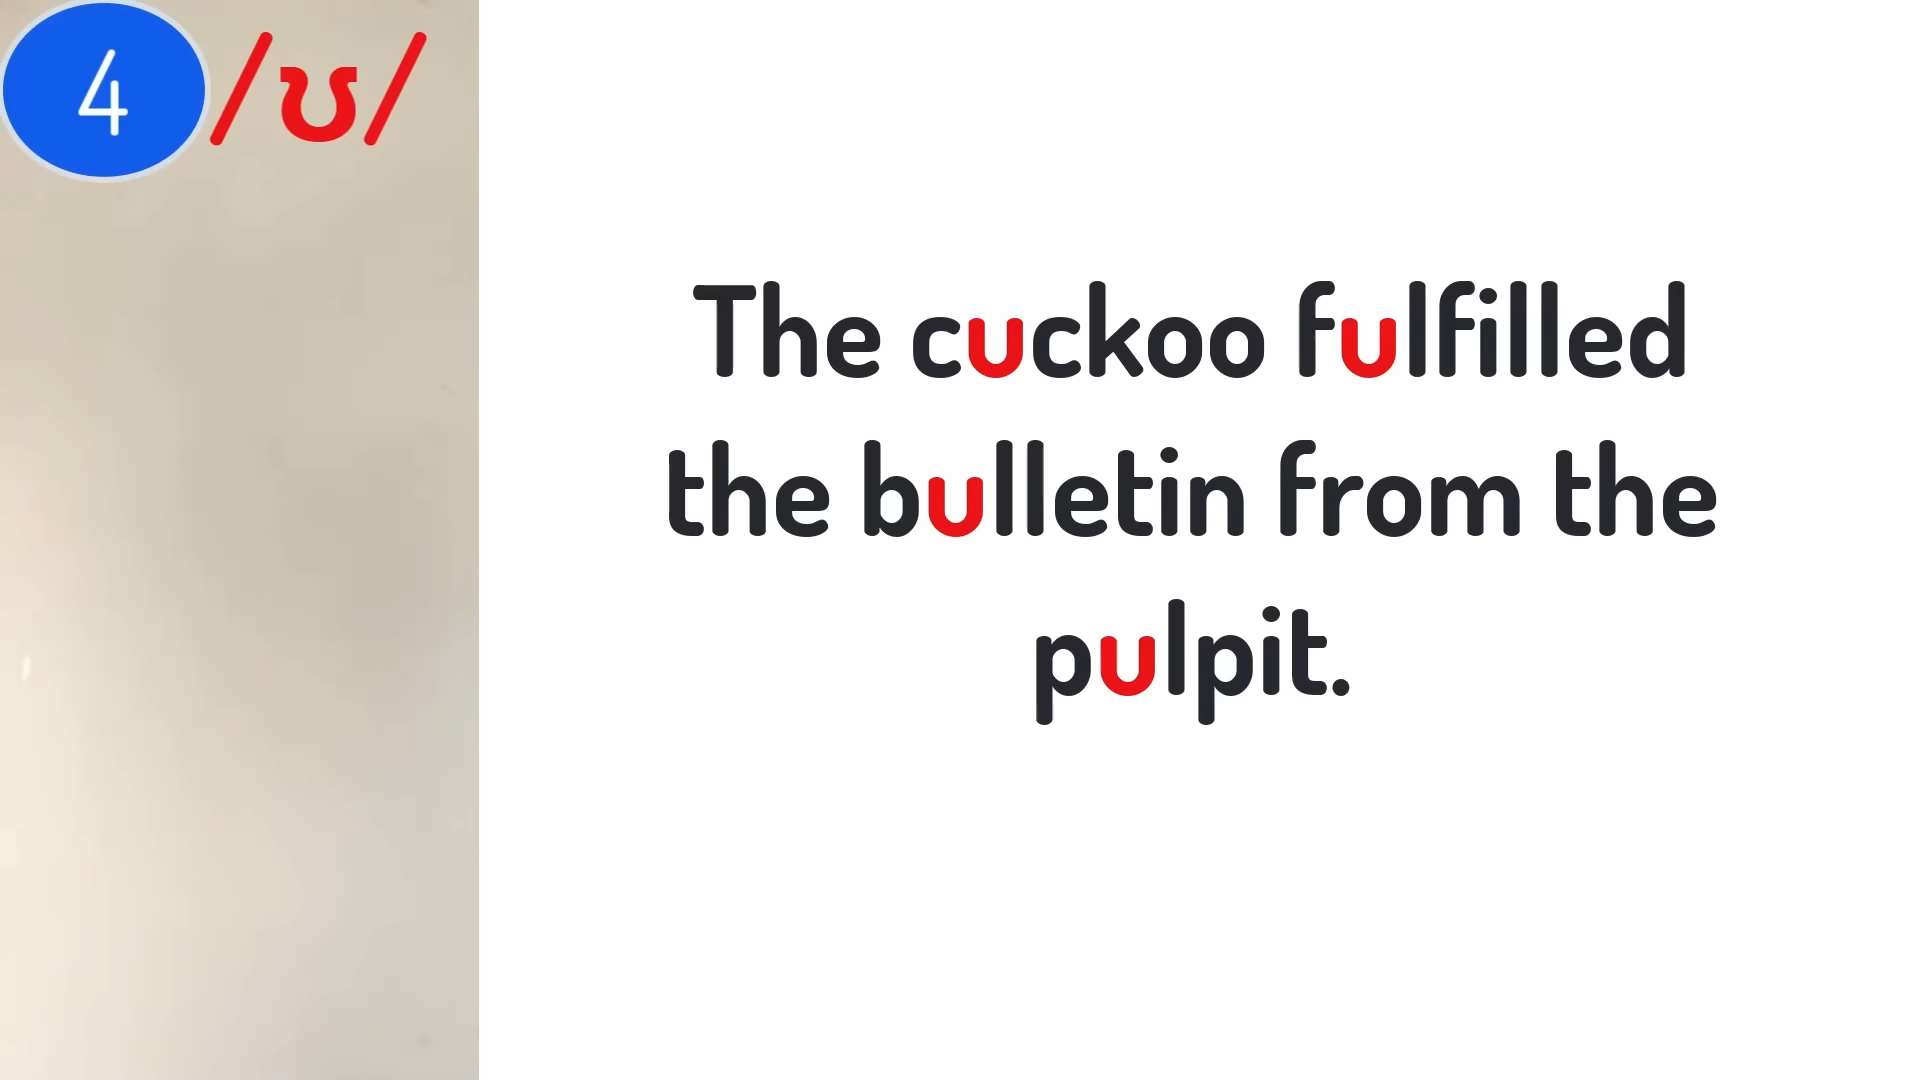 4 /ʊ/
The cuckoo fulfilled
the bulletin from the
pulpit.